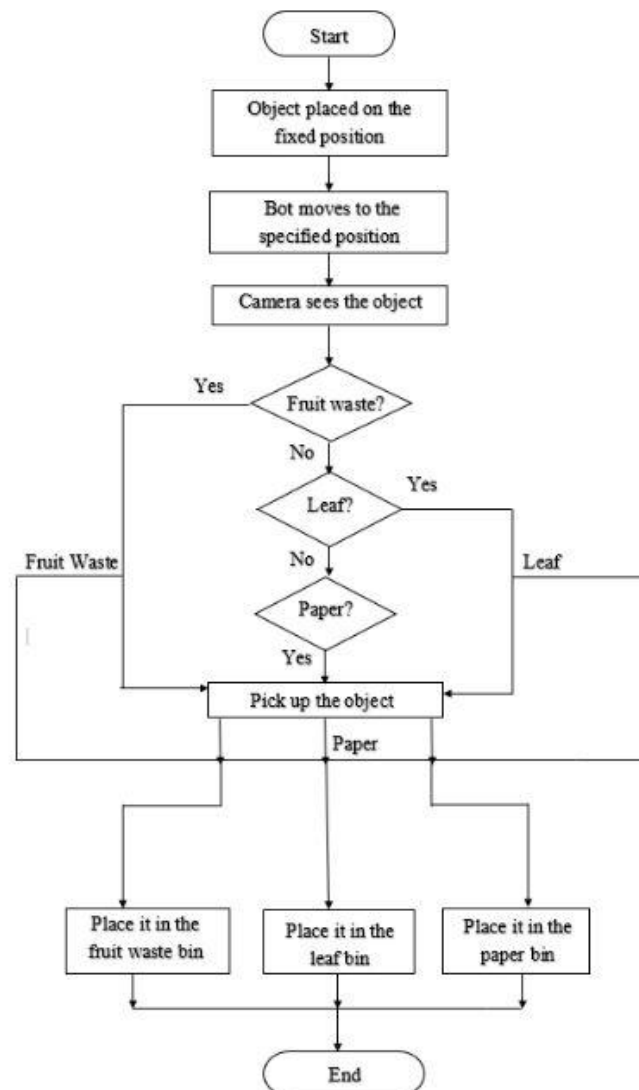 Start
Object placed on the
fixed position
Bot moves to the
specified position
Camera sees the object
Yes
Fruit waste?
No
Yes
Leaf?
Fruit Waste
No
Leaf
Paper?
Yes
Pick up the object
Paper
Place it in the
fruit waste bin
Place it in the
leaf bin
Place it in the
paper bin
End